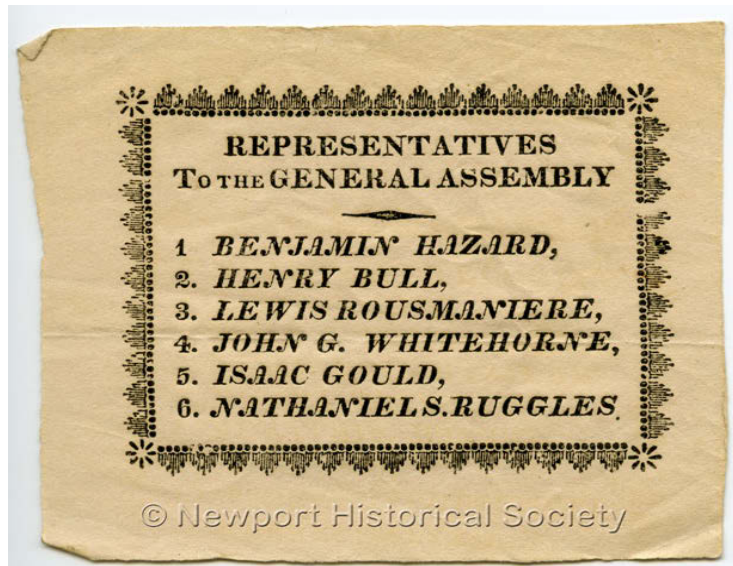 REPRESENTATIVES
TO THE GENERAL ASSEMBLY
1 BENJAMIN HAZARD,
2. HENRY BULL,
3. LEWIS ROUSMANIERE,
4. JOHN G. WHITEHORNE,
5. ISAAC GOULD,
6. NATHANIEL S. RUGGLES.
© Newport Historical Society